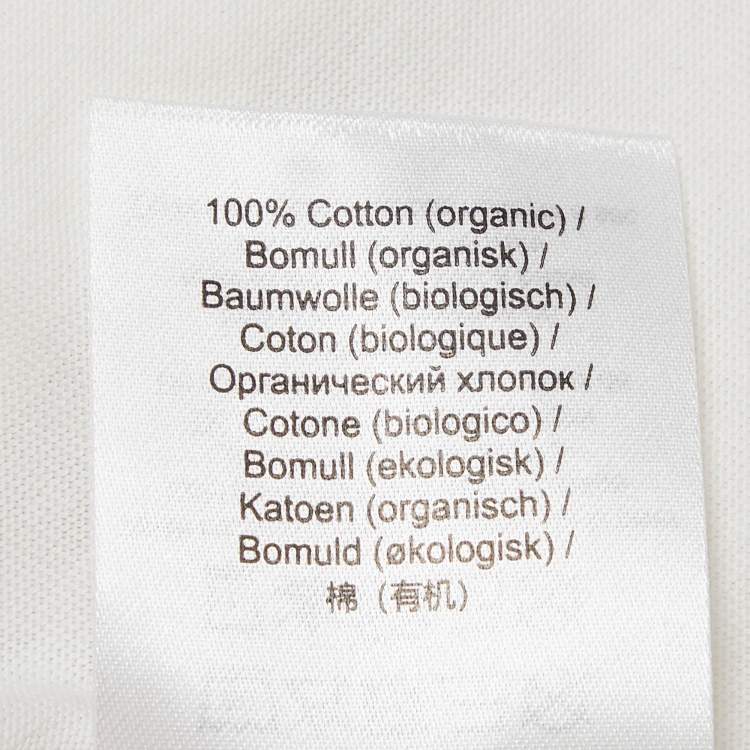 100% Cotton (organic) /
Bomull (organisk) /
Baumwolle (biologisch) /
Coton (biologique) /
Органический хлопок /
Cotone (biologico) /
Bomull (ekologisk) /
Katoen (organisch) /
Bomuld (økologisk) /
棉（有机）